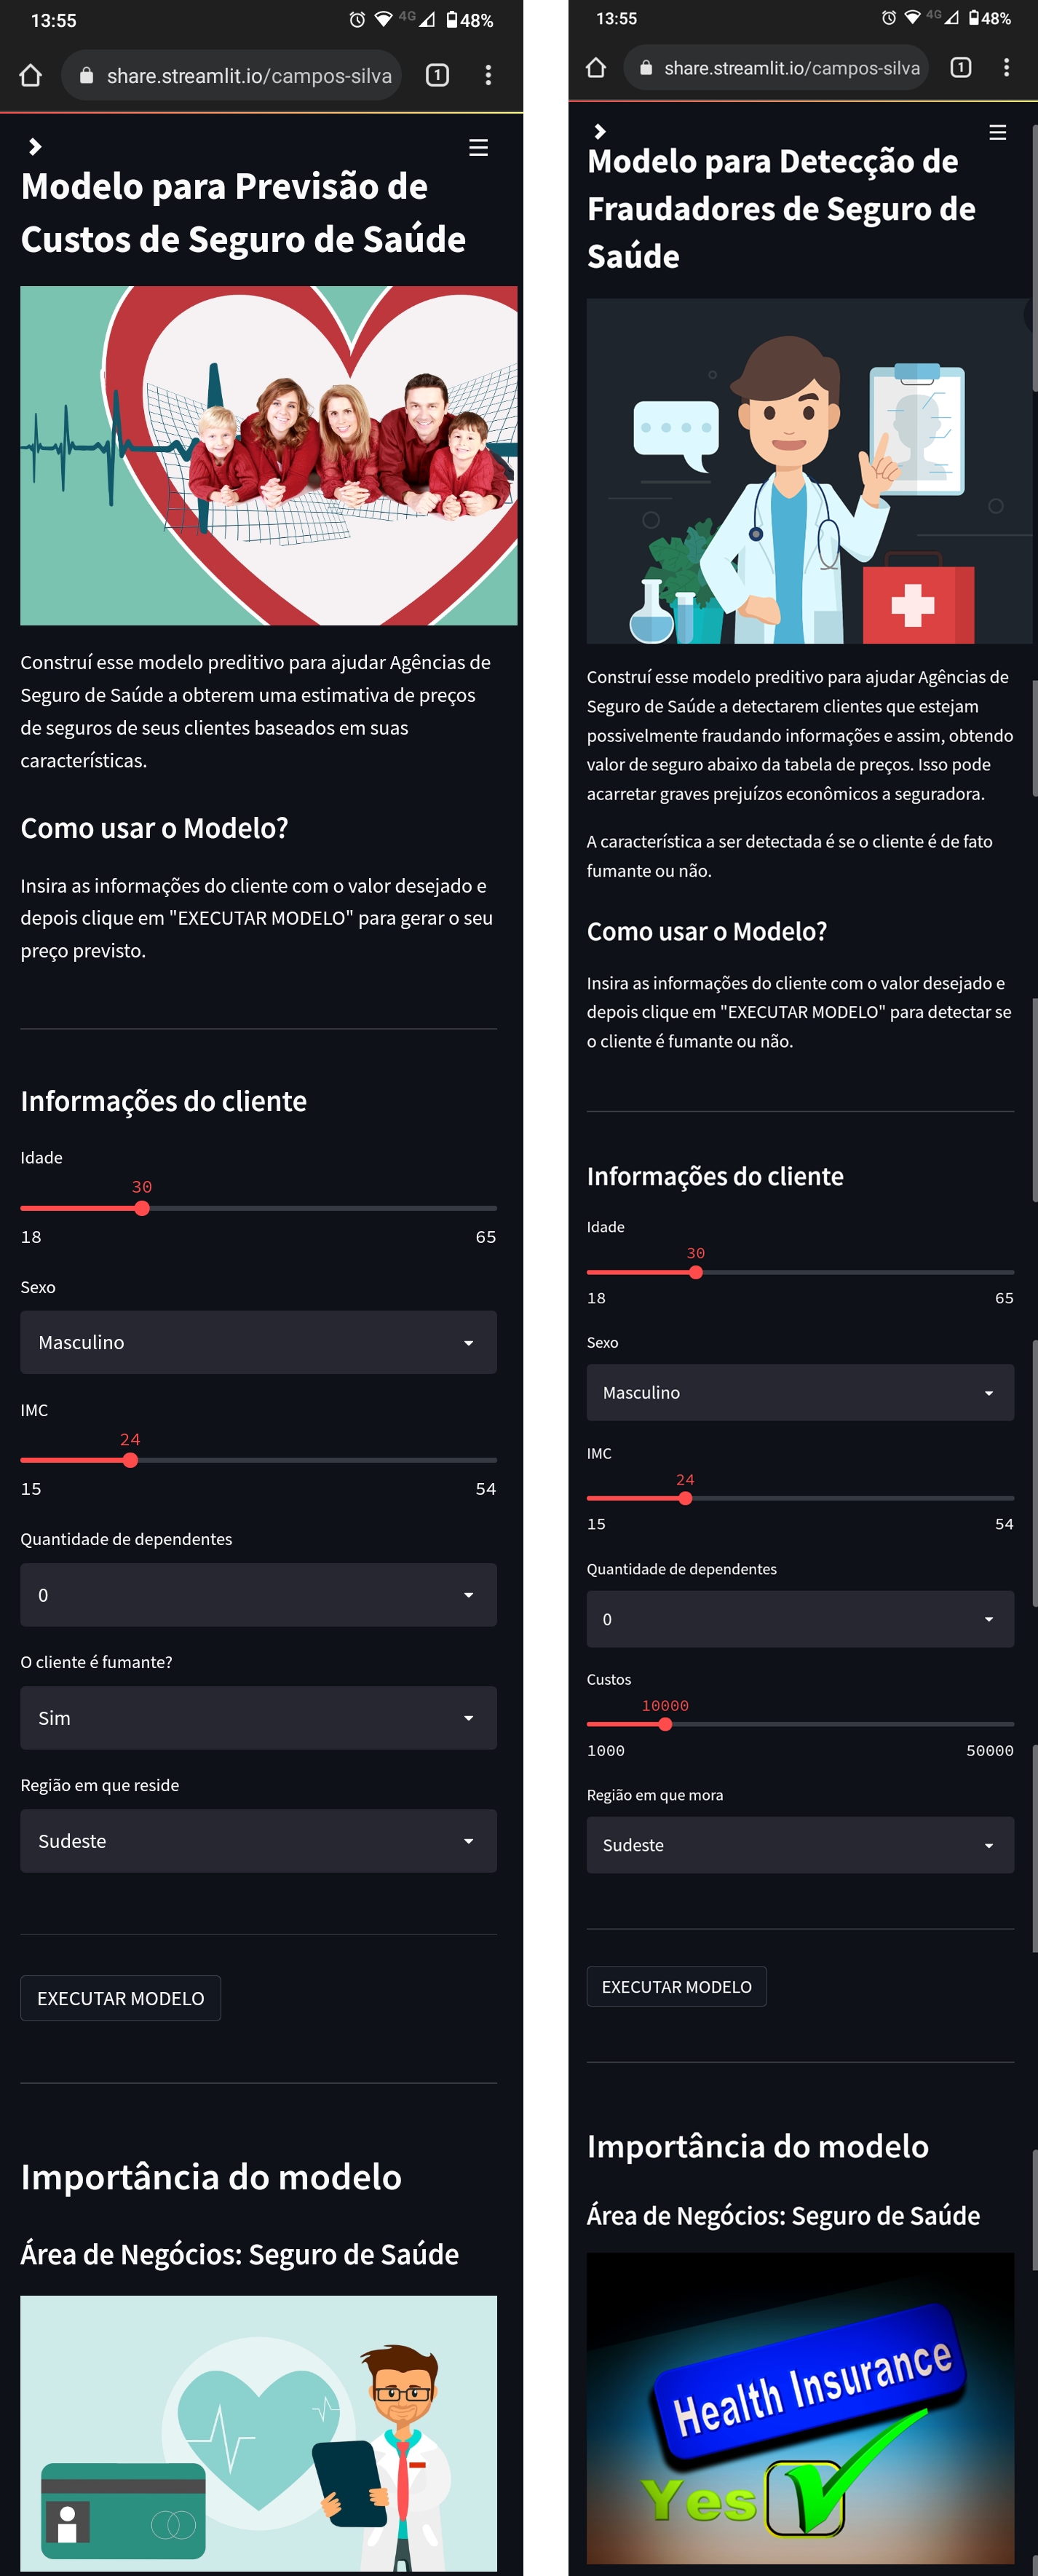 13:55
4G
48%
share.streamlit.io/campos-silva
1
Modelo para Previsão de
Custos de Seguro de Saúde
Construí esse modelo preditivo para ajudar Agências de
Seguro de Saúde a obterem uma estimativa de preços
de seguros de seus clientes baseados em suas
características.
Como usar o Modelo?
Insira as informações do cliente com o valor desejado e
depois clique em "EXECUTAR MODELO" para gerar o seu
preço previsto.
Informações do cliente
Idade
30
18 65
Sexo
Masculino
IMC
24
15 54
Quantidade de dependentes
0
O cliente é fumante?
Sim
Região em que reside
Sudeste
EXECUTAR MODELO
Importância do modelo
Área de Negócios: Seguro de Saúde
13:55
4G
48%
share.streamlit.io/campos-silva
1
Modelo para Detecção de
Fraudadores de Seguro de
Saúde
Construí esse modelo preditivo para ajudar Agências de
Seguro de Saúde a detectarem clientes que estejam
possivelmente fraudando informações e assim, obtendo
valor de seguro abaixo da tabela de preços. Isso pode
acarretar graves prejuízos econômicos a seguradora.
A característica a ser detectada é se o cliente é de fato
fumante ou não.
Como usar o Modelo?
Insira as informações do cliente com o valor desejado e
depois clique em "EXECUTAR MODELO" para detectar se
o cliente é fumante ou não.
Informações do cliente
Idade
30
18 65
Sexo
Masculino
IMC
24
15 54
Quantidade de dependentes
0
Custos
10000
1000 50000
Região em que mora
Sudeste
EXECUTAR MODELO
Importância do modelo
Área de Negócios: Seguro de Saúde
Health Insurance
Yes